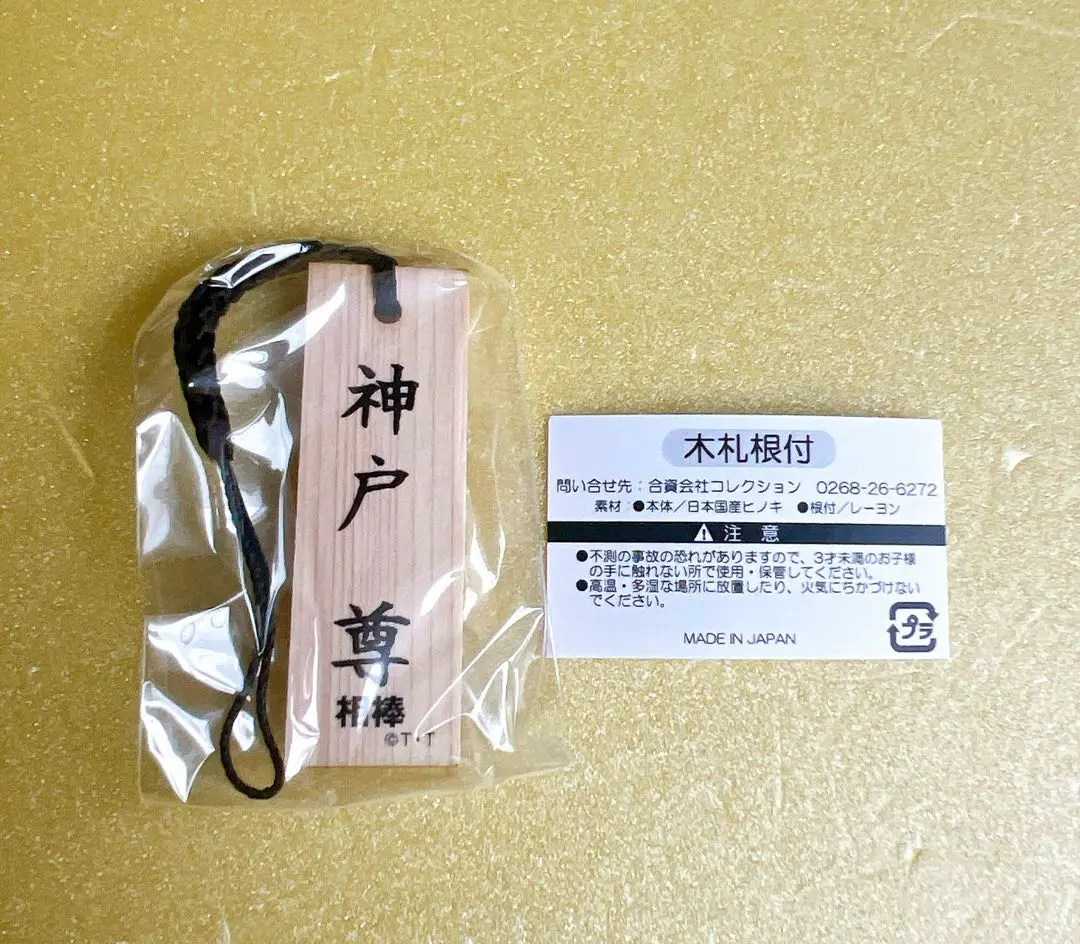 神戸
尊
相棒
©T・T
木札根付
問い合せ先：合資会社コレクション 0268-26-6272
素材：●本体／日本国産ヒノキ ●根付／レーヨン
注 意
●不測の事故の恐れがありますので、3才未満のお子様
の手に触れない所で使用・保管してください。
●高温・多湿な場所に放置したり、火気にちかづけない
でください。
MADE IN JAPAN
プラ